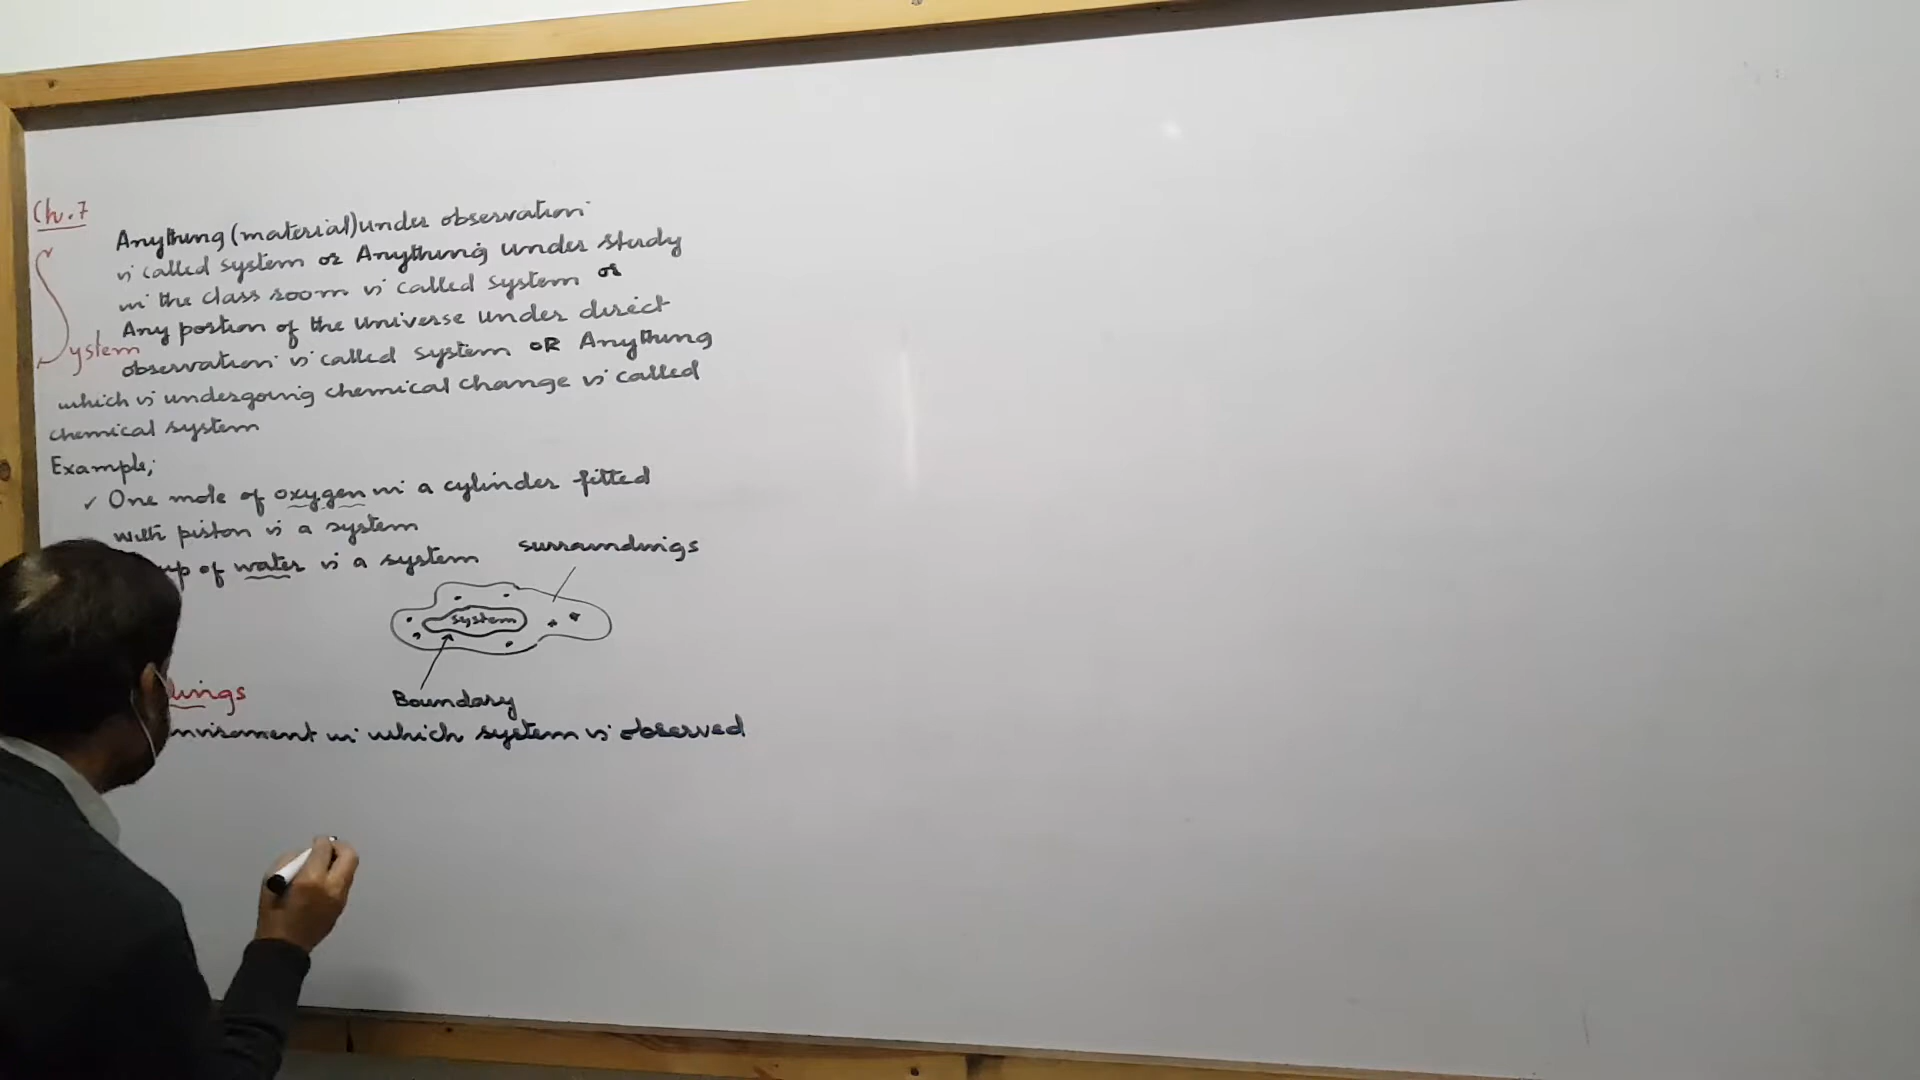 Ch.7
Anything (material) under observation
is called system or Anything under study
in the class room is called system or
Any portion of the universe under direct
System
observation is called system OR Anything
which is undergoing chemical change is called
chemical system
Example;
✓ One mole of oxygen in a cylinder fitted
with piston is a system
up of water is a system
surroundings
system
Boundary
dings
nviroment in which system is observed